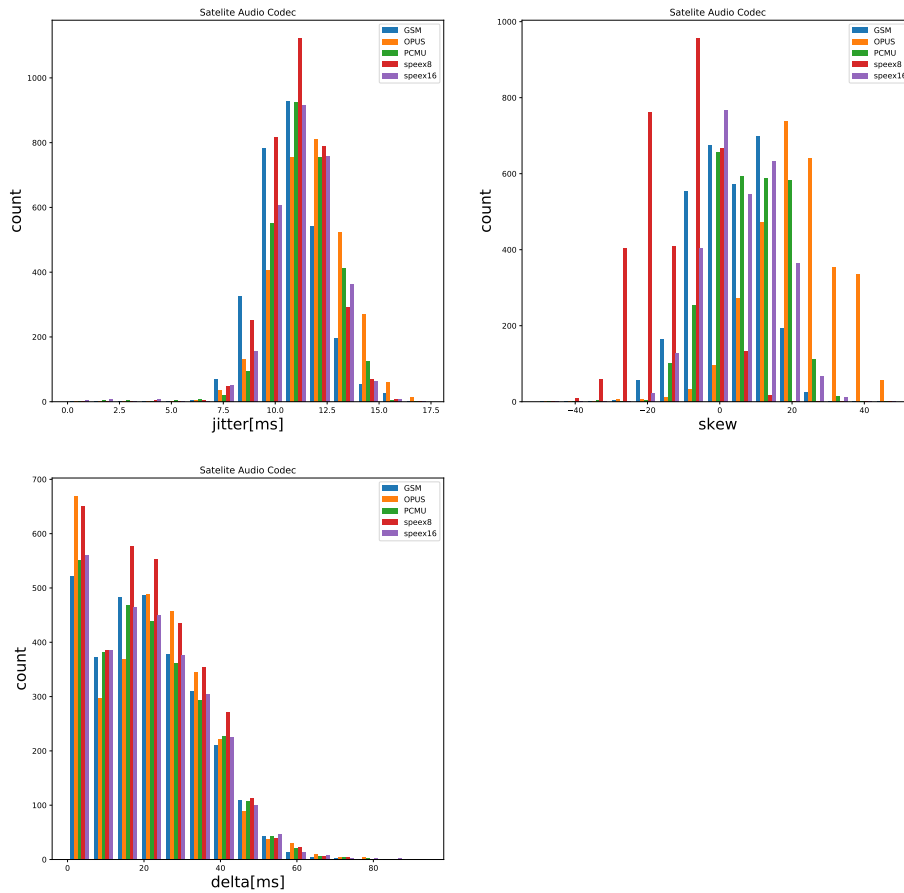 Satelite Audio Codec
1000
800
600
400
200
0
count
0.0 2.5 5.0 7.5 10.0 12.5 15.0 17.5
jitter[ms]
GSM
OPUS
PCMU
speex8
speex16
Satelite Audio Codec
1000
800
600
400
200
0
count
−40 −20 0 20 40
skew
GSM
OPUS
PCMU
speex8
speex16
Satelite Audio Codec
700
600
500
400
300
200
100
0
count
0 20 40 60 80
delta[ms]
GSM
OPUS
PCMU
speex8
speex16